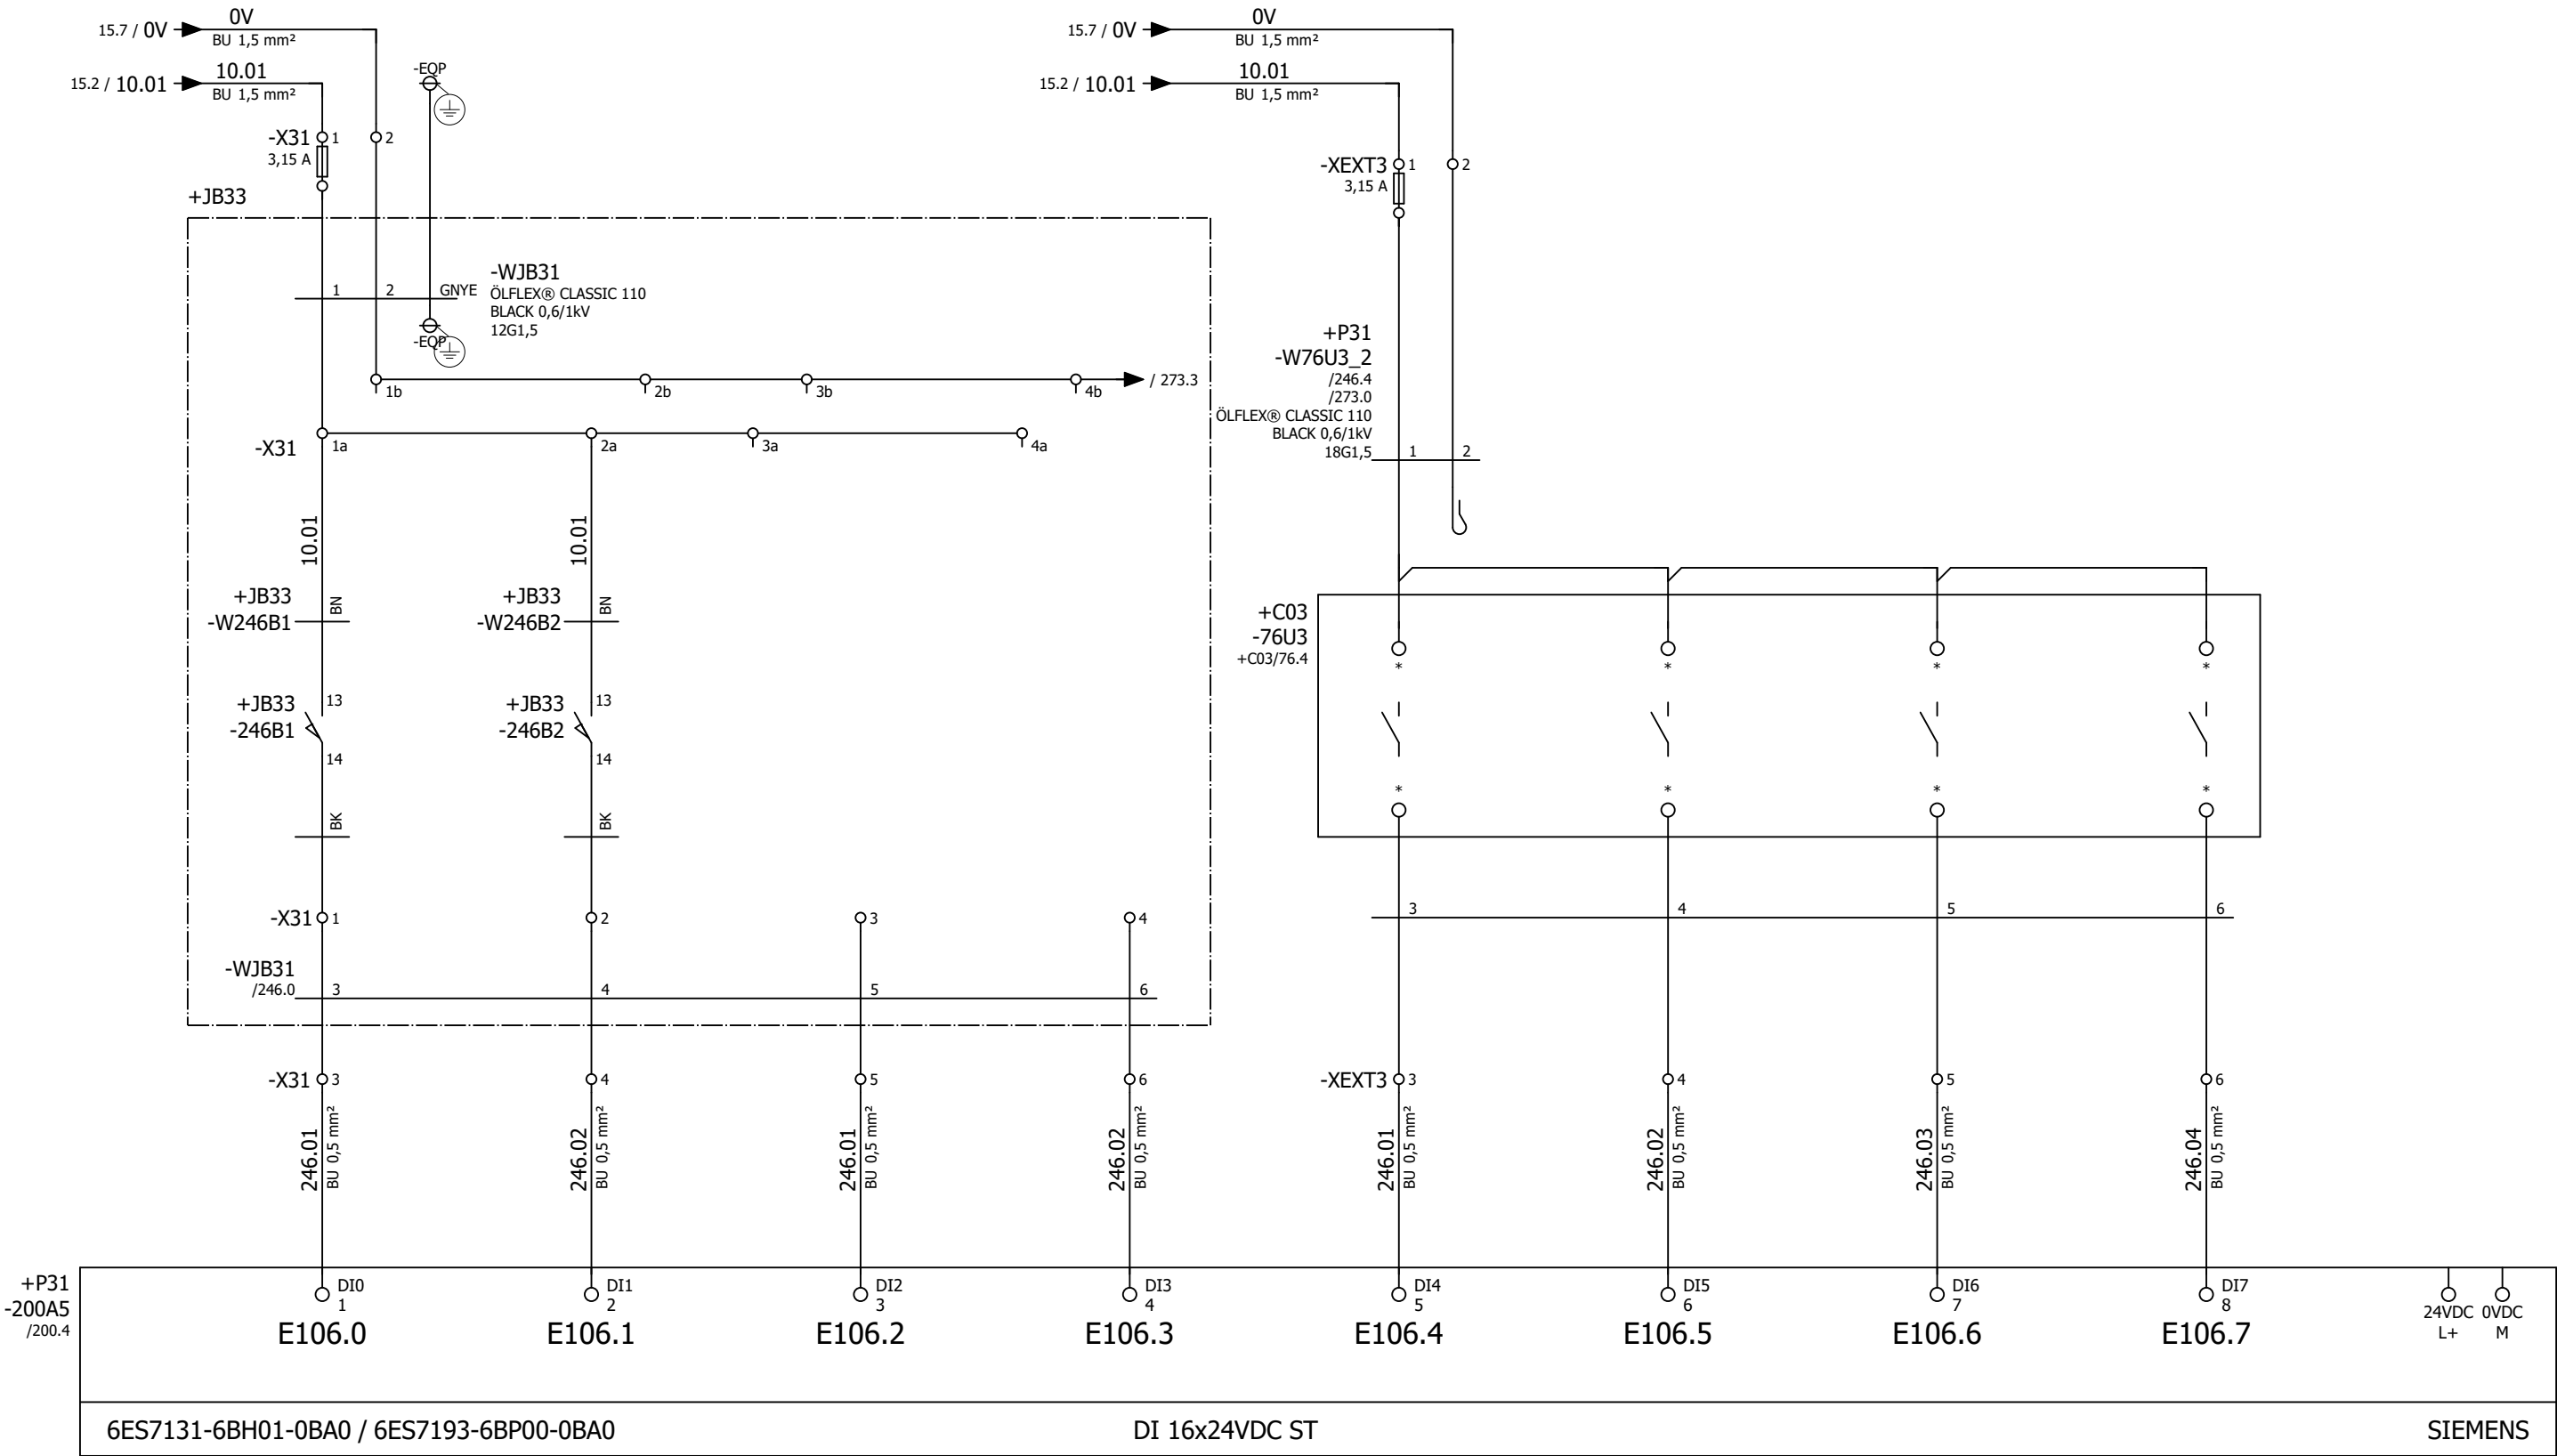 0V
15.7 / 0V
BU 1,5 mm²
10.01
15.2 / 10.01
BU 1,5 mm²
-EQP
-X31
1
2
3,15 A
+JB33
-WJB31
ÖLFLEX® CLASSIC 110
BLACK 0,6/1kV
12G1,5
1
2
GNYE
-EQP
1b
2b
3b
4b
/ 273.3
-X31
1a
2a
3a
4a
10.01
10.01
+JB33
-W246B1
BN
+JB33
-W246B2
BN
+JB33
-246B1
13
14
+JB33
-246B2
13
14
BK
BK
-X31
1
2
3
4
-WJB31
/246.0
3
4
5
6
-X31
3
4
5
6
246.01
BU 0,5 mm²
246.02
BU 0,5 mm²
246.01
BU 0,5 mm²
246.02
BU 0,5 mm²
0V
15.7 / 0V
BU 1,5 mm²
10.01
15.2 / 10.01
BU 1,5 mm²
-XEXT3
1
2
3,15 A
+P31
-W76U3_2
/246.4
/273.0
ÖLFLEX® CLASSIC 110
BLACK 0,6/1kV
18G1,5
1
2
+C03
-76U3
+C03/76.4
*
*
*
*
*
*
*
*
3
4
5
6
-XEXT3
3
4
5
6
246.01
BU 0,5 mm²
246.02
BU 0,5 mm²
246.03
BU 0,5 mm²
246.04
BU 0,5 mm²
+P31
-200A5
/200.4
DI0
1
E106.0
DI1
2
E106.1
DI2
3
E106.2
DI3
4
E106.3
DI4
5
E106.4
DI5
6
E106.5
DI6
7
E106.6
DI7
8
E106.7
24VDC
L+
0VDC
M
6ES7131-6BH01-0BA0 / 6ES7193-6BP00-0BA0
DI 16x24VDC ST
SIEMENS